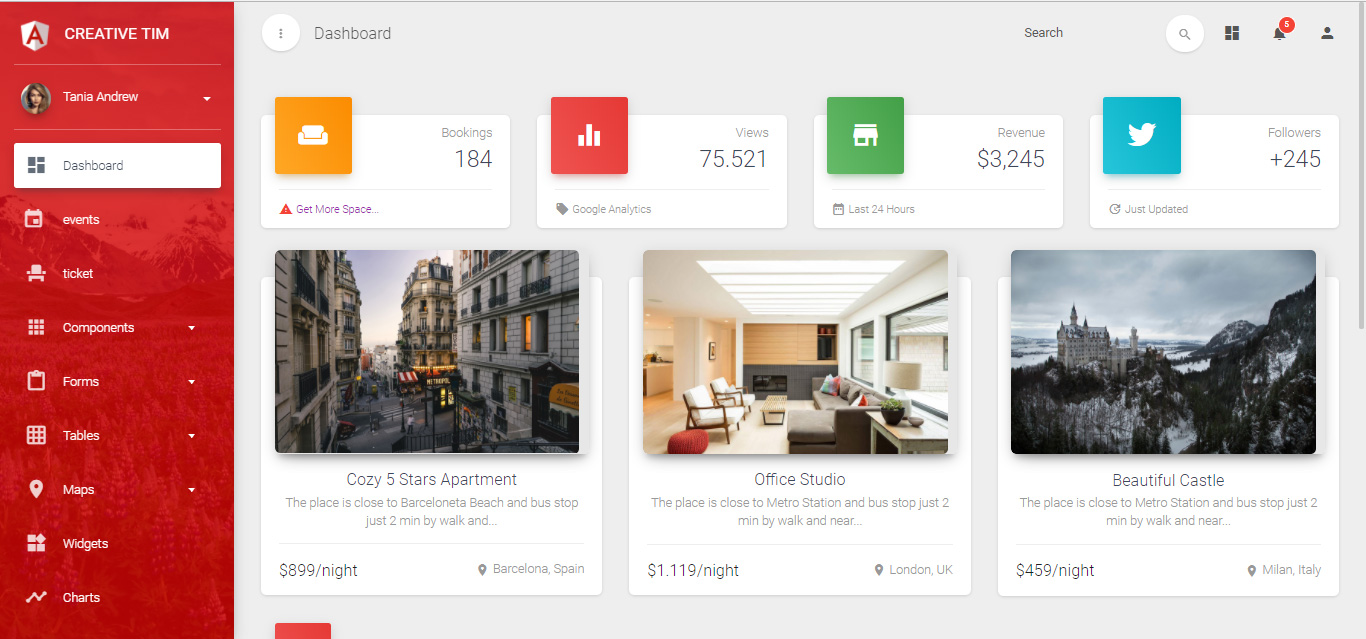 CREATIVE TIM
Tania Andrew
Dashboard
events
ticket
Components
Forms
Tables
Maps
Widgets
Charts
Dashboard
Search
5
Bookings
184
Get More Space...
Views
75.521
Google Analytics
Revenue
$3,245
Last 24 Hours
Followers
+245
Just Updated
METROPOL
Cozy 5 Stars Apartment
The place is close to Barceloneta Beach and bus stop
just 2 min by walk and...
$899/night
Barcelona, Spain
Office Studio
The place is close to Metro Station and bus stop just 2
min by walk and near...
$1.119/night
London, UK
Beautiful Castle
The place is close to Metro Station and bus stop just 2
min by walk and near...
$459/night
Milan, Italy